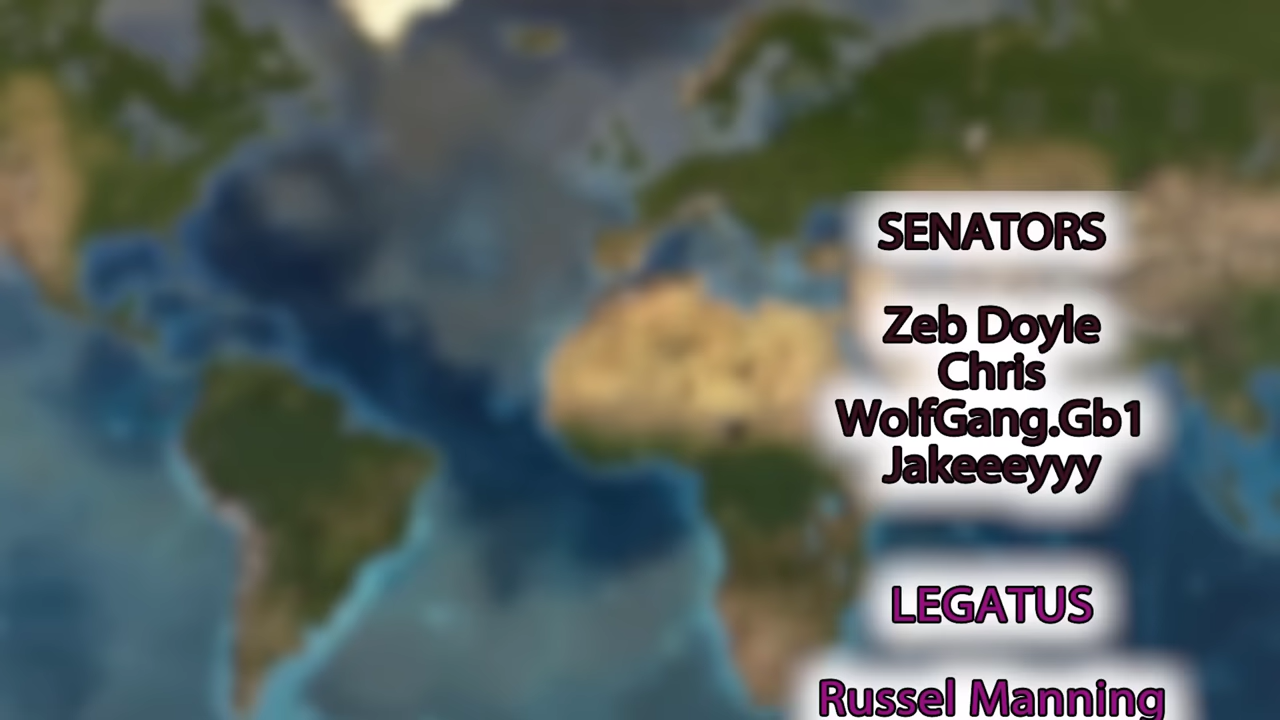 SENATORS
Zeb Doyle
Chris
WolfGang.Gb1
Jakeeeyyy
LEGATUS
Russel Manning